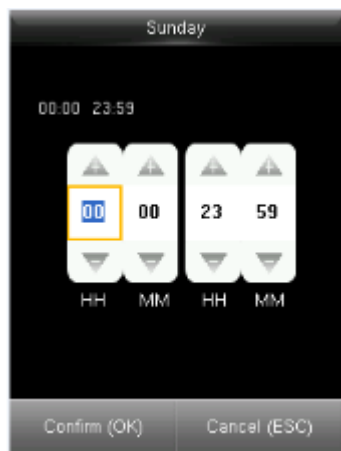 Sunday
00:00 23:59
00 00 23 59
HH MM HH MM
Confirm (OK) Cancel (ESC)